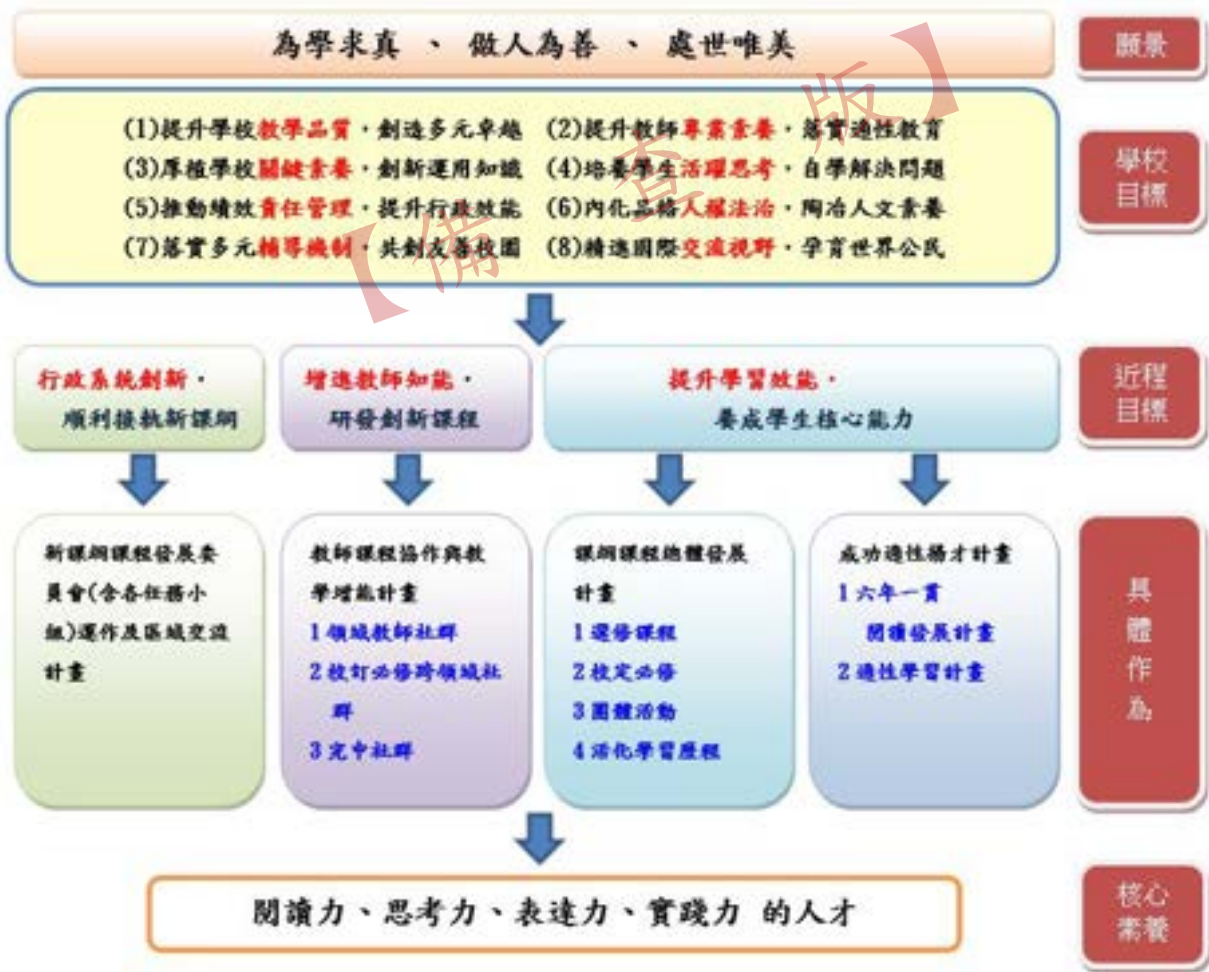 為學求真 、 做人為善 、 處世唯美
願景
(1)提升學校教學品質，創造多元卓越 (2)提升教師專業素養，落實適性教育
(3)厚植學校關鍵素養，創新運用知識 (4)培養學生活躍思考，自學解決問題
(5)推動績效責任管理，提升行政效能 (6)內化品格人權法治，陶冶人文素養
(7)落實多元輔導機制，共創友善校園 (8)精進國際交流視野，孕育世界公民
學校
目標
【備查版】
行政系統創新，
順利接軌新課綱
增進教師知能，
研發創新課程
提升學習效能，
養成學生核心能力
近程
目標
新課綱課程發展委
員會(含各任務小
組)運作及區域交流
計畫
教師課程協作與教
學增能計畫
1 領域教師社群
2 校訂必修跨領域社
群
3 完中社群
課綱課程總體發展
計畫
1 選修課程
2 校定必修
3 團體活動
4 活化學習歷程
成功適性揚才計畫
1 六年一貫
閱讀發展計畫
2 適性學習計畫
具
體
作
為
閱讀力、思考力、表達力、實踐力 的人才
核心
素養